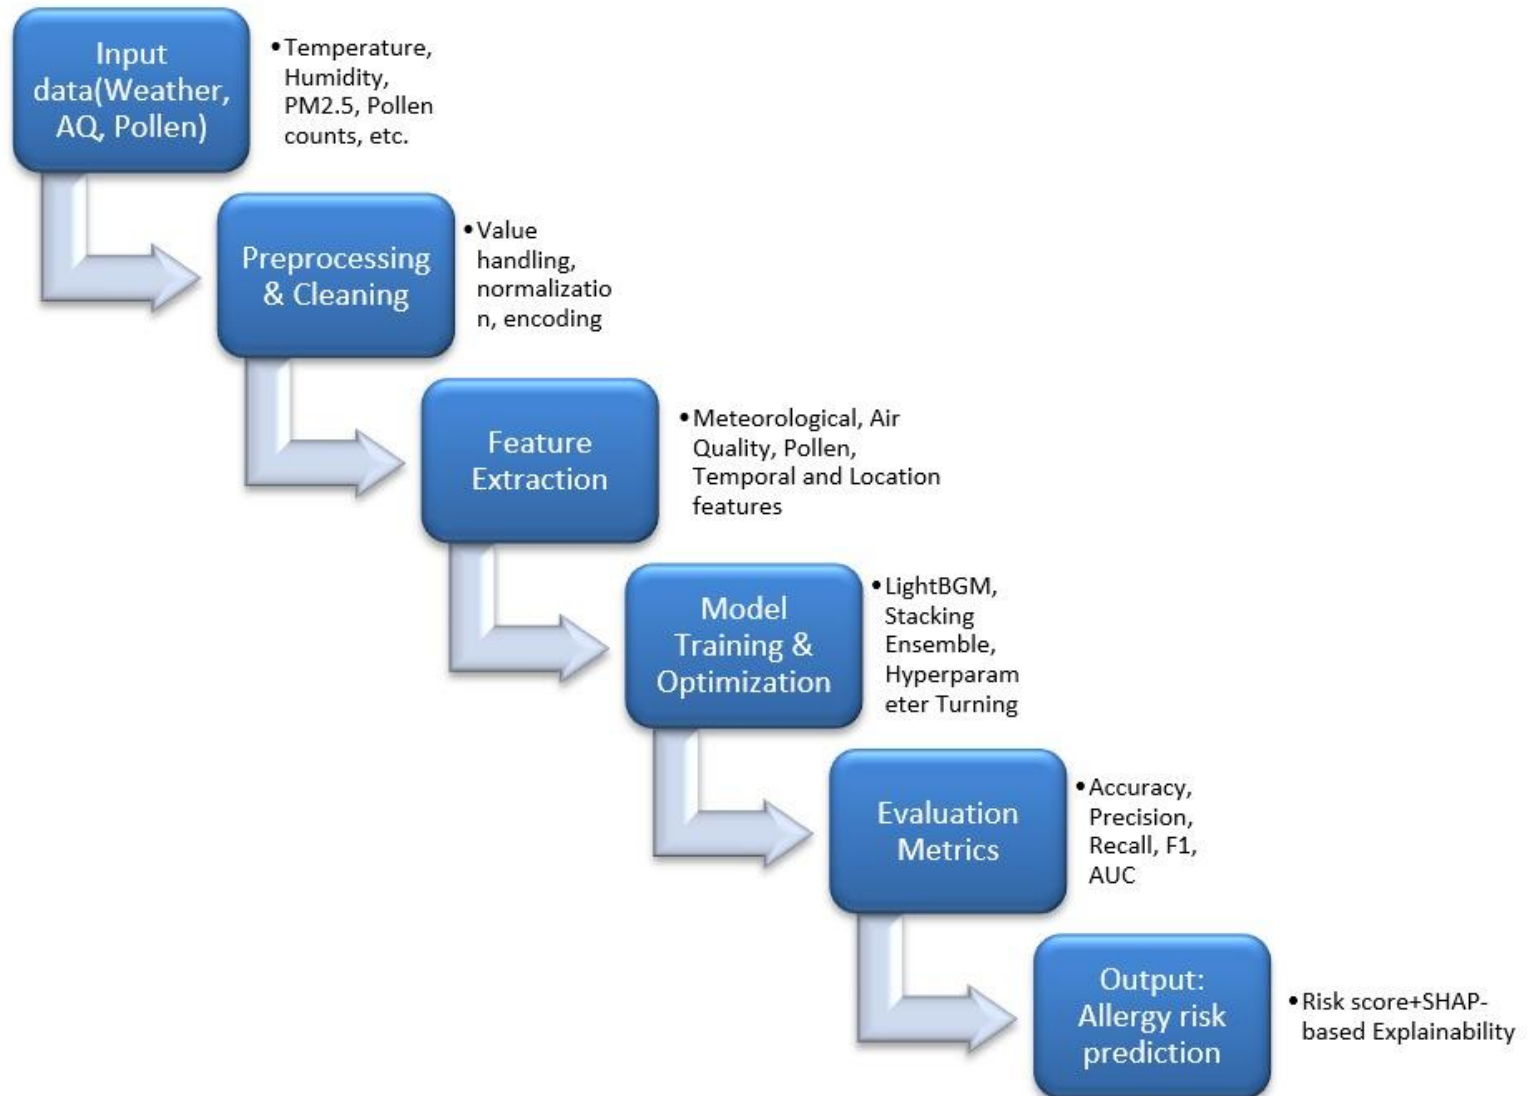 Input
data(Weather,
AQ, Pollen)
•Temperature,
Humidity,
PM2.5, Pollen
counts, etc.
Preprocessing
& Cleaning
•Value
handling,
normalizatio
n, encoding
Feature
Extraction
•Meteorological, Air
Quality, Pollen,
Temporal and Location
features
Model
Training &
Optimization
•LightBGM,
Stacking
Ensemble,
Hyperparam
eter Turning
Evaluation
Metrics
•Accuracy,
Precision,
Recall, F1,
AUC
Output:
Allergy risk
prediction
•Risk score+SHAP-
based Explainability